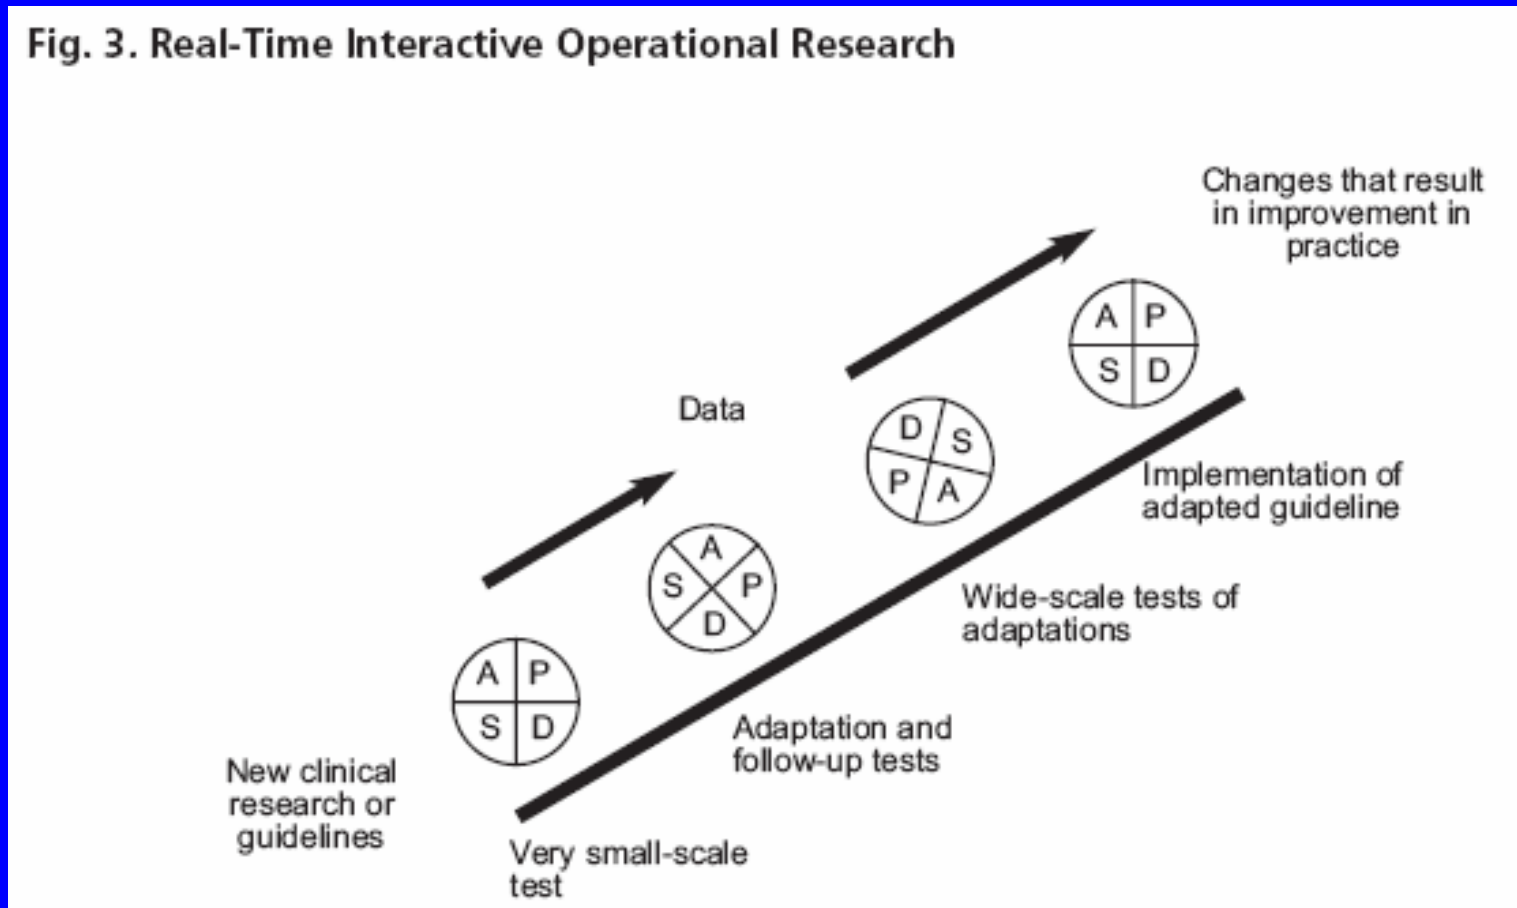 Fig. 3. Real-Time Interactive Operational Research
Changes that result
in improvement in
practice
A P
S D
Data
D S
P A
Implementation of
adapted guideline
A
S P
D
Wide-scale tests of
adaptations
A P
S D
Adaptation and
follow-up tests
New clinical
research or
guidelines
Very small-scale
test